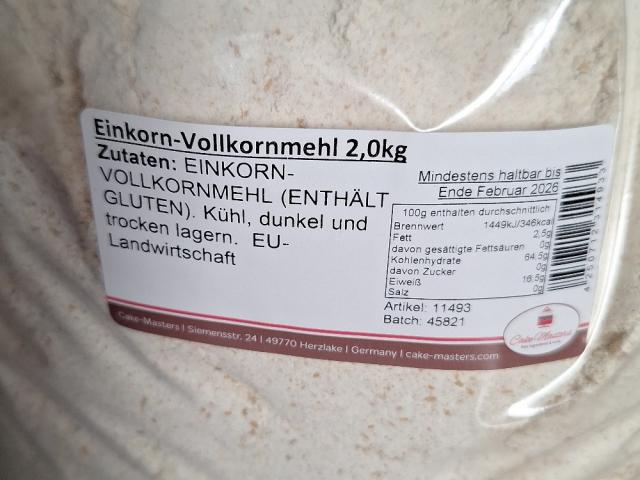 Einkorn-Vollkornmehl 2,0kg
Zutaten: EINKORN-
VOLLKORNMEHL (ENTHÄLT
GLUTEN). Kühl, dunkel und
trocken lagern. EU-
Landwirtschaft
Mindestens haltbar bis
Ende Februar 2026
100g enthalten durchschnittlich
Brennwert 1449kJ/346kcal
Fett 2,5g
davon gesättigte Fettsäuren 0g
Kohlenhydrate 64,5g
davon Zucker 0g
Eiweiß 16,5g
Salz 0g
Artikel: 11493
Batch: 45821
Cake-Masters | Siemensstr. 24 | 49770 Herzlake | Germany | cake-masters.com
Cake-Masters